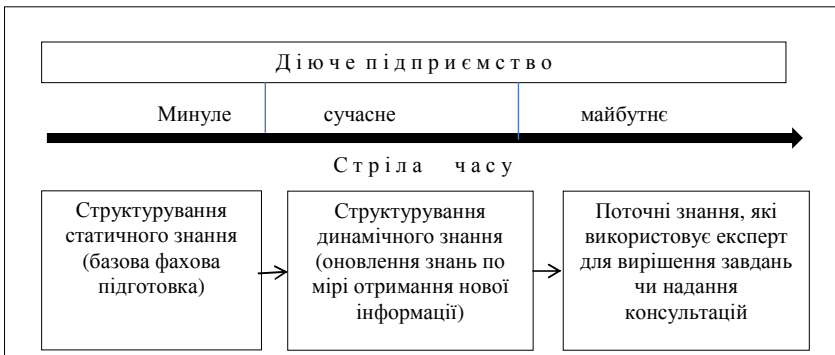 Діюче підприємство
Минуле сучасне майбутнє
Стріла часу
Структурування
статичного знання
(базова фахова
підготовка)
Структурування
динамічного знання
(оновлення знань по
мірі отримання нової
інформації)
Поточні знання, які
використовує експерт
для вирішення завдань
чи надання
консультацій